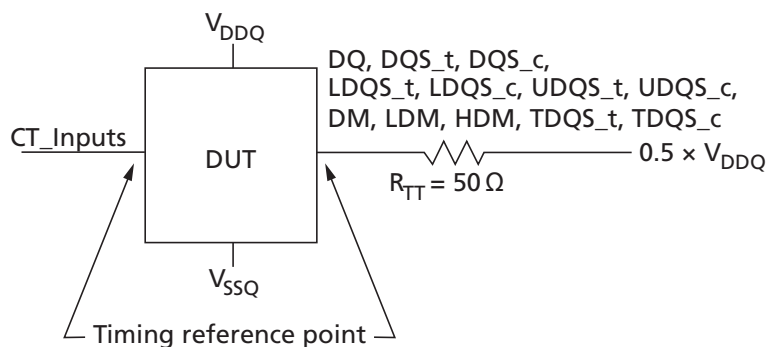 V_DDQ
DQ, DQS_t, DQS_c,
LDQS_t, LDQS_c, UDQS_t, UDQS_c,
DM, LDM, HDM, TDQS_t, TDQS_c
CT_Inputs
DUT
0.5 × V_DDQ
R_TT = 50 Ω
V_SSQ
Timing reference point